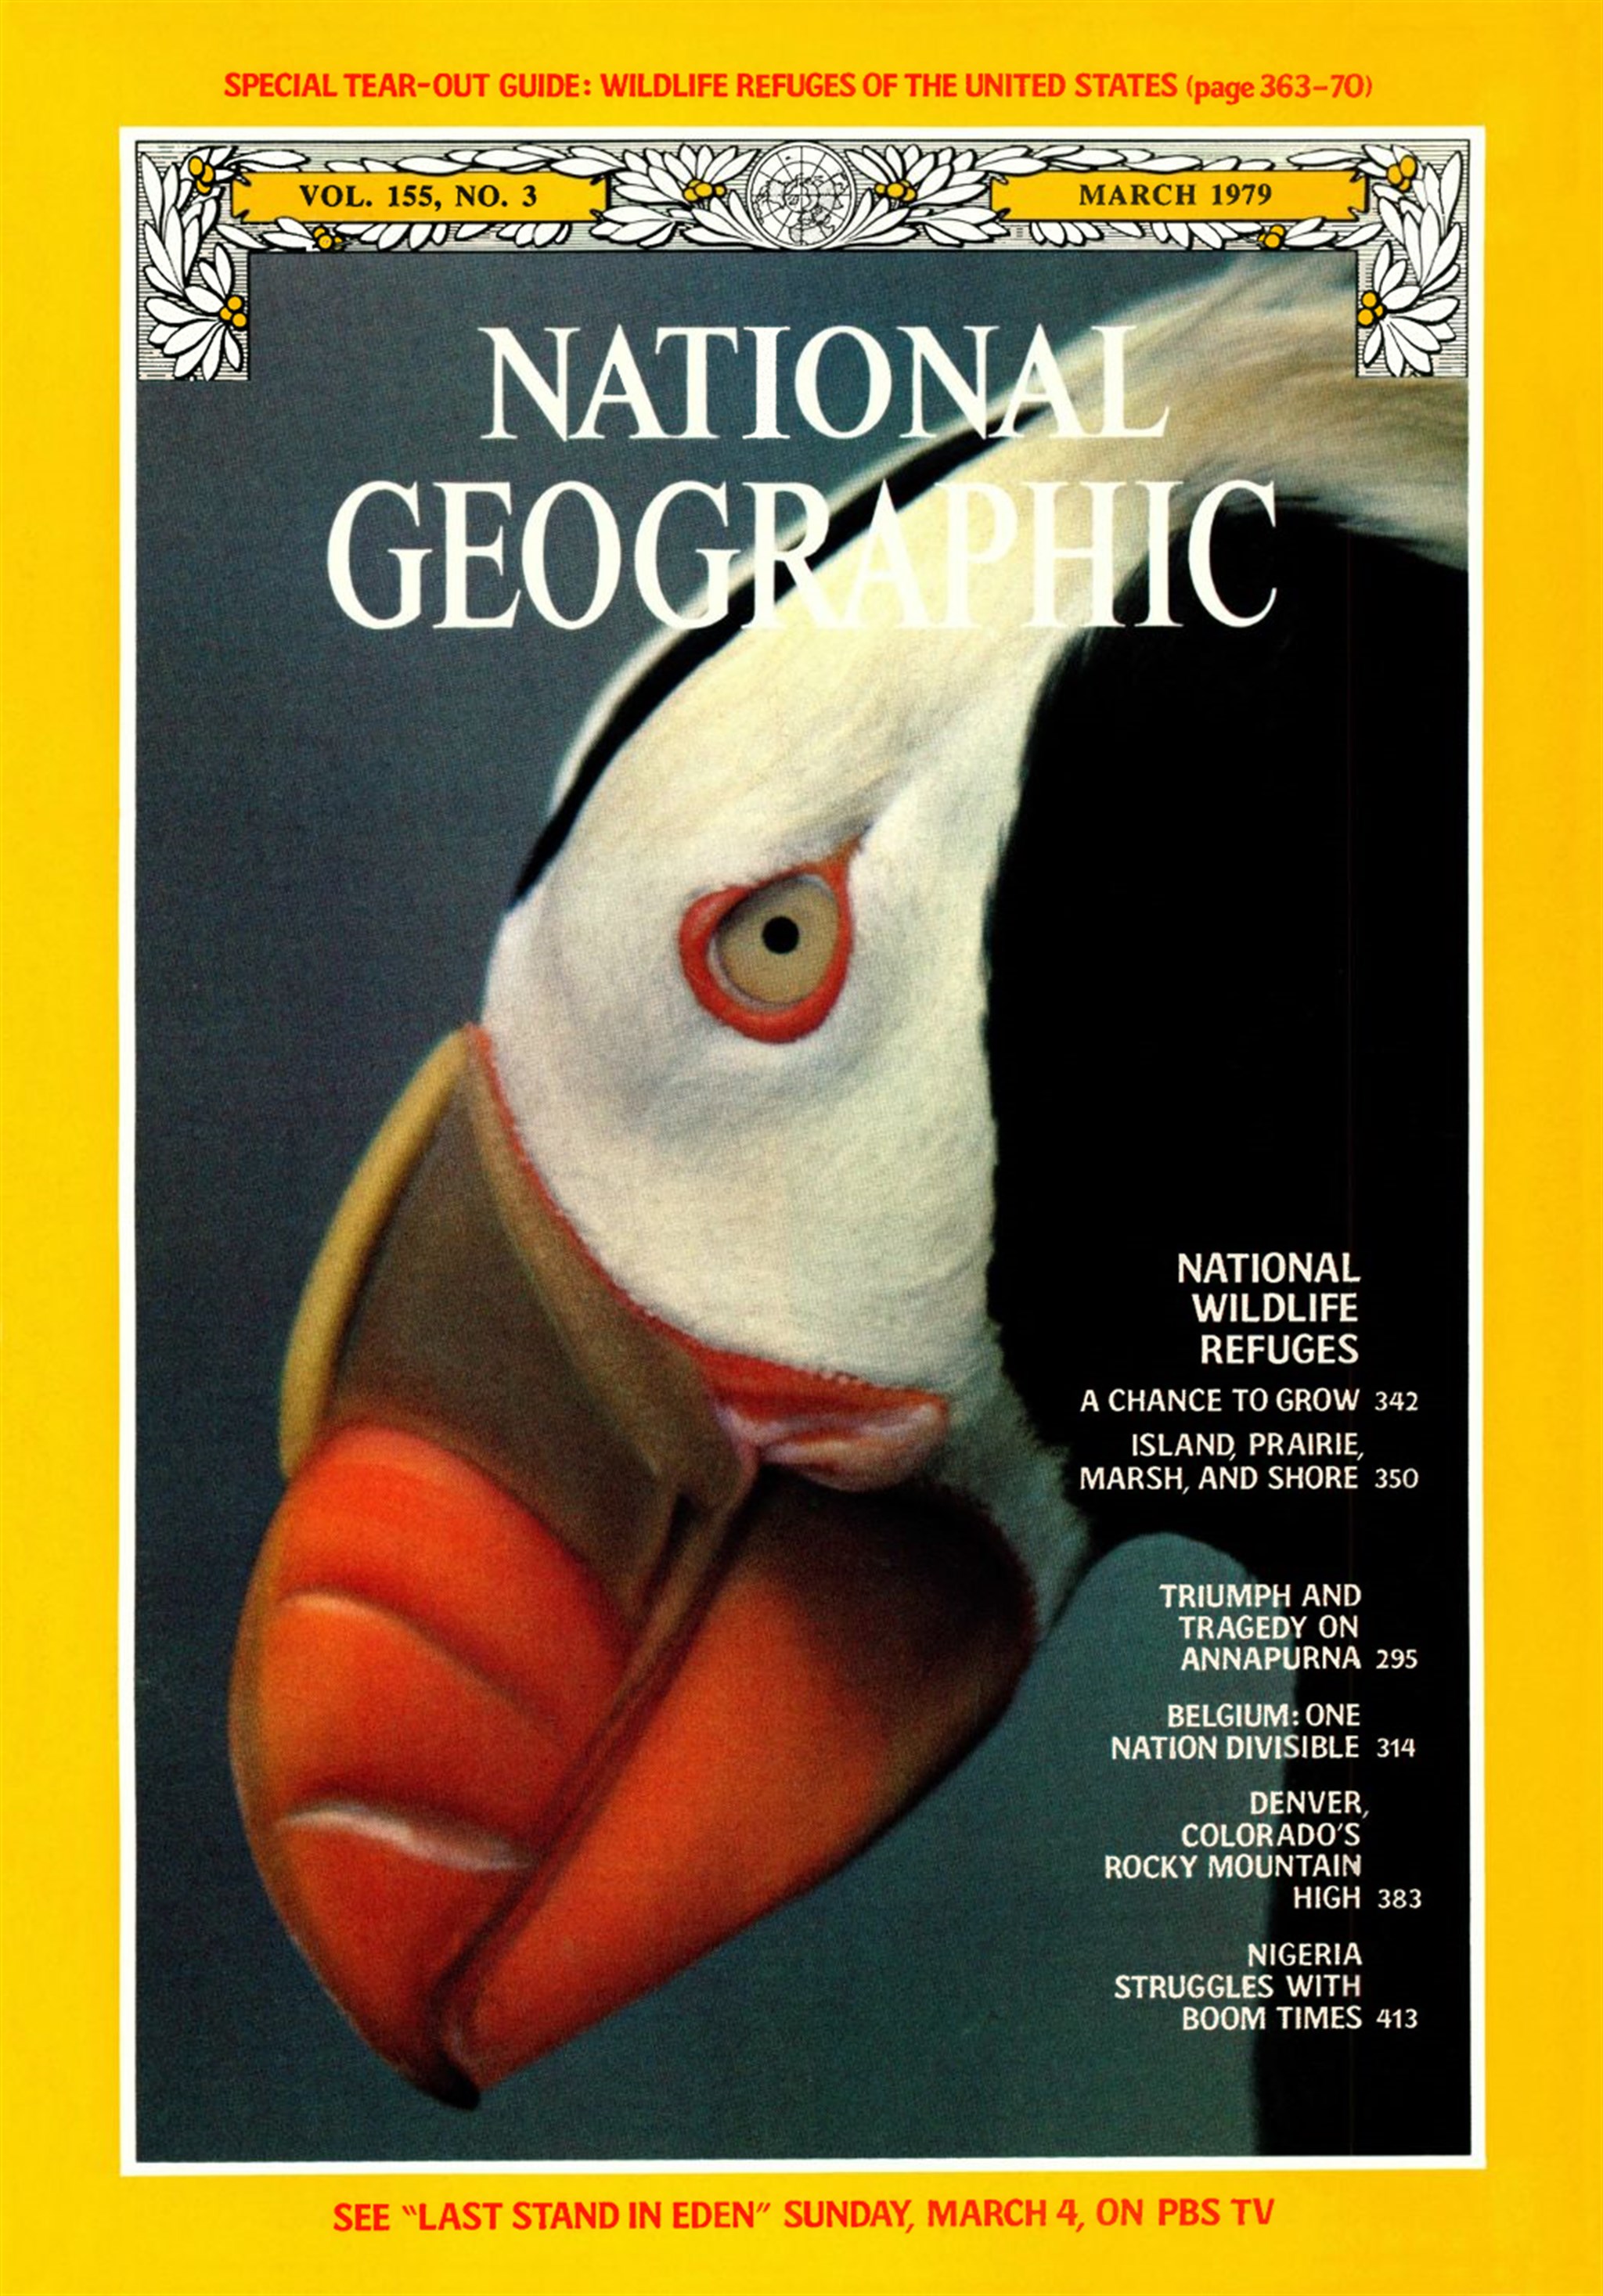 SPECIAL TEAR-OUT GUIDE: WILDLIFE REFUGES OF THE UNITED STATES (page 363-70)
VOL. 155, NO. 3
MARCH 1979
NATIONAL
GEOGRAPHIC
NATIONAL
WILDLIFE
REFUGES
A CHANCE TO GROW 342
ISLAND, PRAIRIE,
MARSH, AND SHORE 350
TRIUMPH AND
TRAGEDY ON
ANNAPURNA 295
BELGIUM: ONE
NATION DIVISIBLE 314
DENVER,
COLORADO'S
ROCKY MOUNTAIN
HIGH 383
NIGERIA
STRUGGLES WITH
BOOM TIMES 413
SEE "LAST STAND IN EDEN" SUNDAY, MARCH 4, ON PBS TV